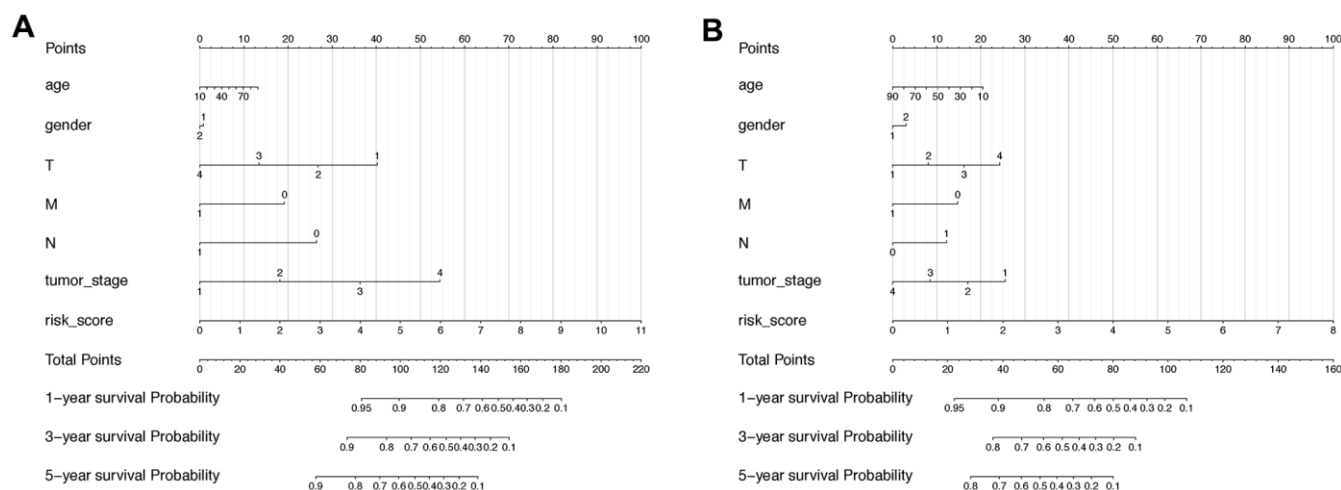 A
Points
0 10 20 30 40 50 60 70 80 90 100
age
10 40 70
gender
1
2
T
3 1
4 2
M
0
1
N
0
1
tumor_stage
2 4
1 3
risk_score
0 1 2 3 4 5 6 7 8 9 10 11
Total Points
0 20 40 60 80 100 120 140 160 180 200 220
1-year survival Probability
0.95 0.9 0.8 0.7 0.6 0.5 0.4 0.3 0.2 0.1
3-year survival Probability
0.9 0.8 0.7 0.6 0.5 0.4 0.3 0.2 0.1
5-year survival Probability
0.9 0.8 0.7 0.6 0.5 0.4 0.3 0.2 0.1
B
Points
0 10 20 30 40 50 60 70 80 90 100
age
90 70 50 30 10
gender
2
1
T
2 4
1 3
M
0
1
N
1
0
tumor_stage
3 1
4 2
risk_score
0 1 2 3 4 5 6 7 8
Total Points
0 20 40 60 80 100 120 140 160
1-year survival Probability
0.95 0.9 0.8 0.7 0.6 0.5 0.4 0.3 0.2 0.1
3-year survival Probability
0.8 0.7 0.6 0.5 0.4 0.3 0.2 0.1
5-year survival Probability
0.8 0.7 0.6 0.5 0.4 0.3 0.2 0.1